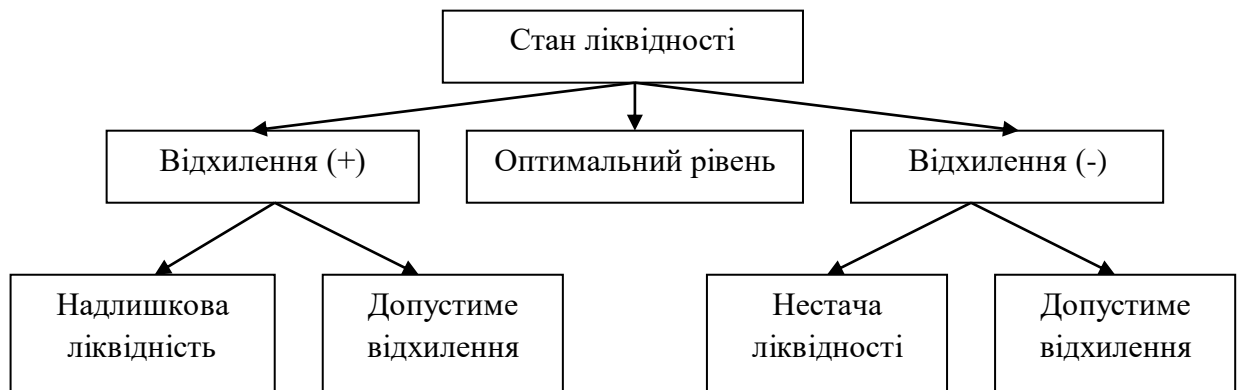 Стан ліквідності
Відхилення (+)
Оптимальний рівень
Відхилення (-)
Надлишкова
ліквідність
Допустиме
відхилення
Нестача
ліквідності
Допустиме
відхилення